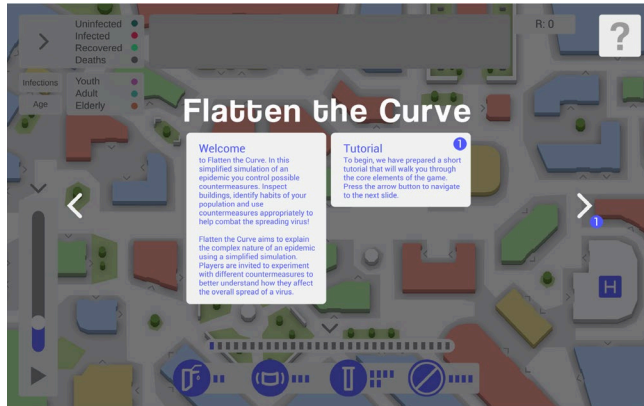 Uninfected
Infected
Recovered
Deaths
R: 0
?
Infections
Age
Youth
Adult
Elderly
Flatten the Curve
Welcome
to Flatten the Curve. In this
simplified simulation of an
epidemic you control possible
countermeasures. Inspect
buildings, identify habits of your
population and use
countermeasures appropriately to
help combat the spreading virus!
Flatten the Curve aims to explain
the complex nature of an epidemic
using a simplified simulation.
Players are invited to experiment
with different countermeasures to
better understand how they affect
the overall spread of a virus.
Tutorial
1
To begin, we have prepared a short
tutorial that will walk you through
the core elements of the game.
Press the arrow button to navigate
to the next slide.
1
H